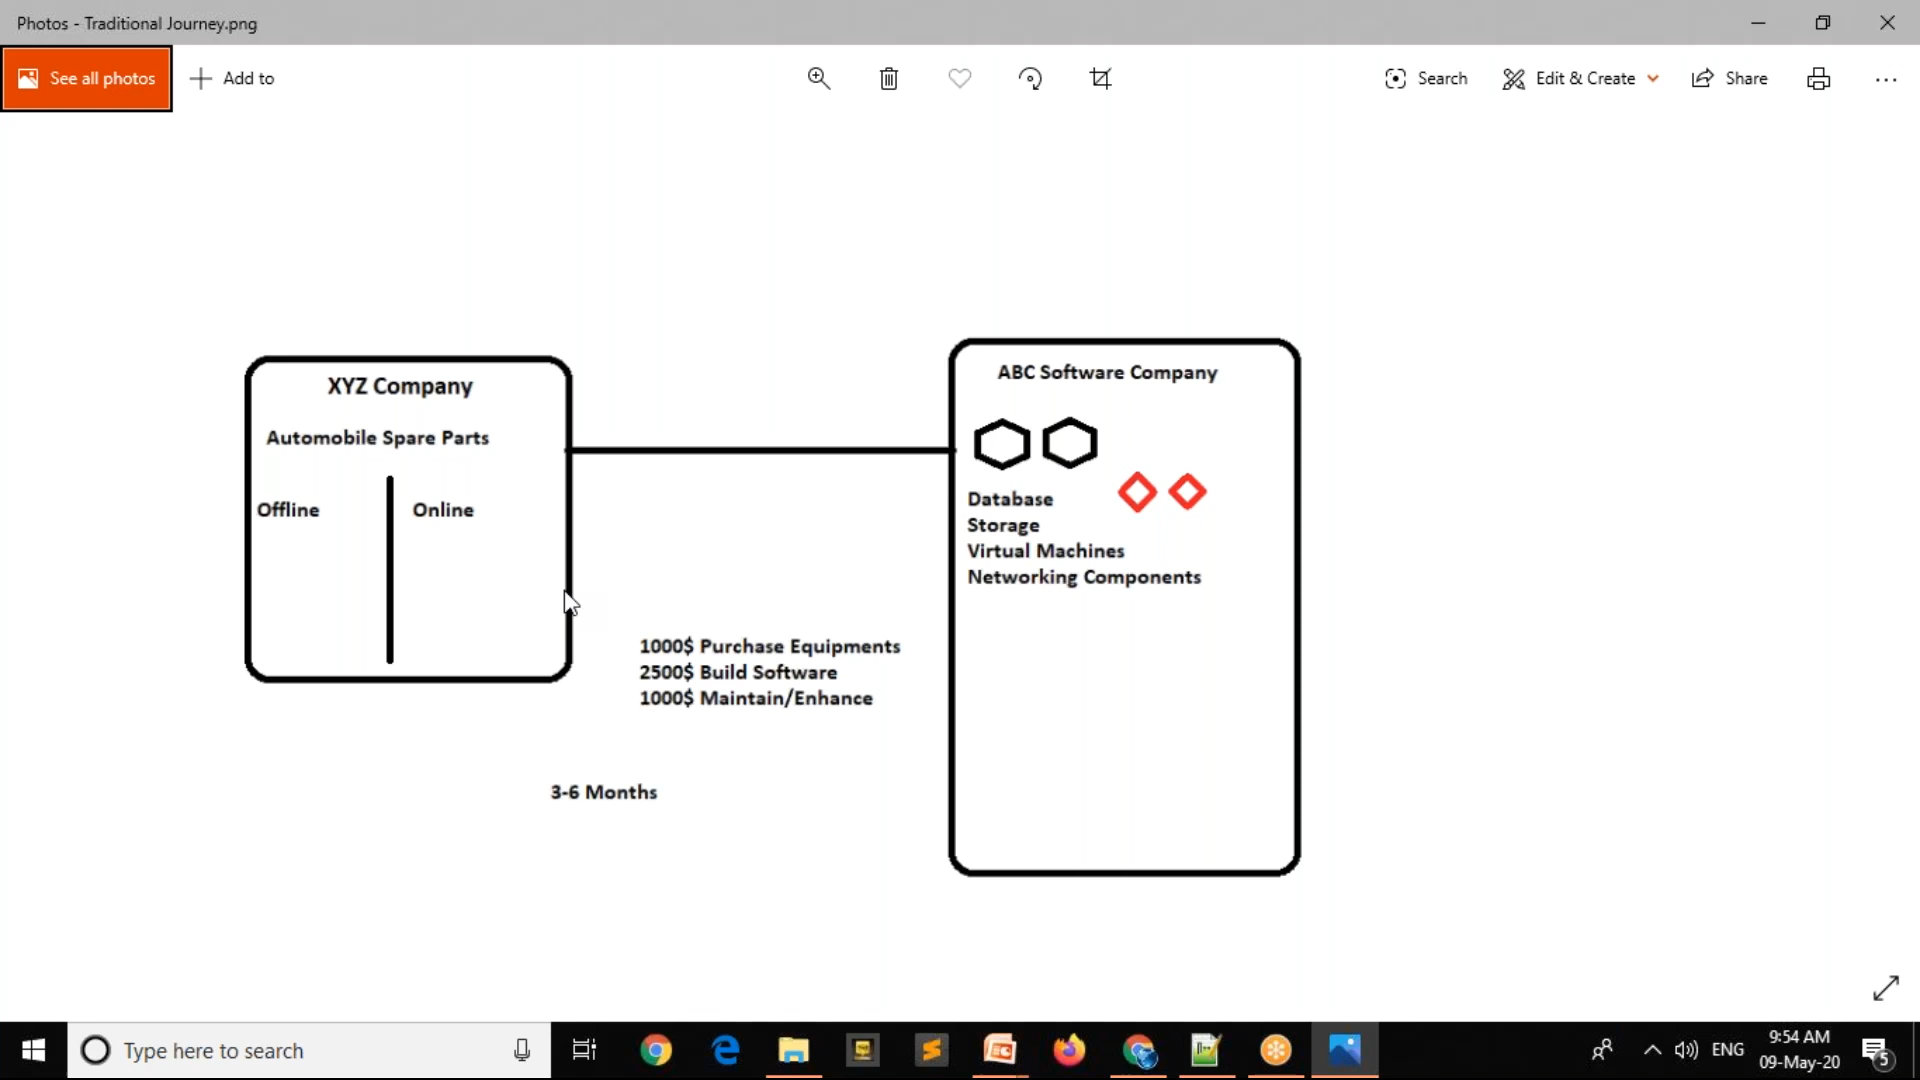 Photos - Traditional Journey.png
See all photos
Add to
Search
Edit & Create
Share
XYZ Company
Automobile Spare Parts
Offline
Online
ABC Software Company
Database
Storage
Virtual Machines
Networking Components
1000$ Purchase Equipments
2500$ Build Software
1000$ Maintain/Enhance
3-6 Months
Type here to search
ENG
9:54 AM
09-May-20
5